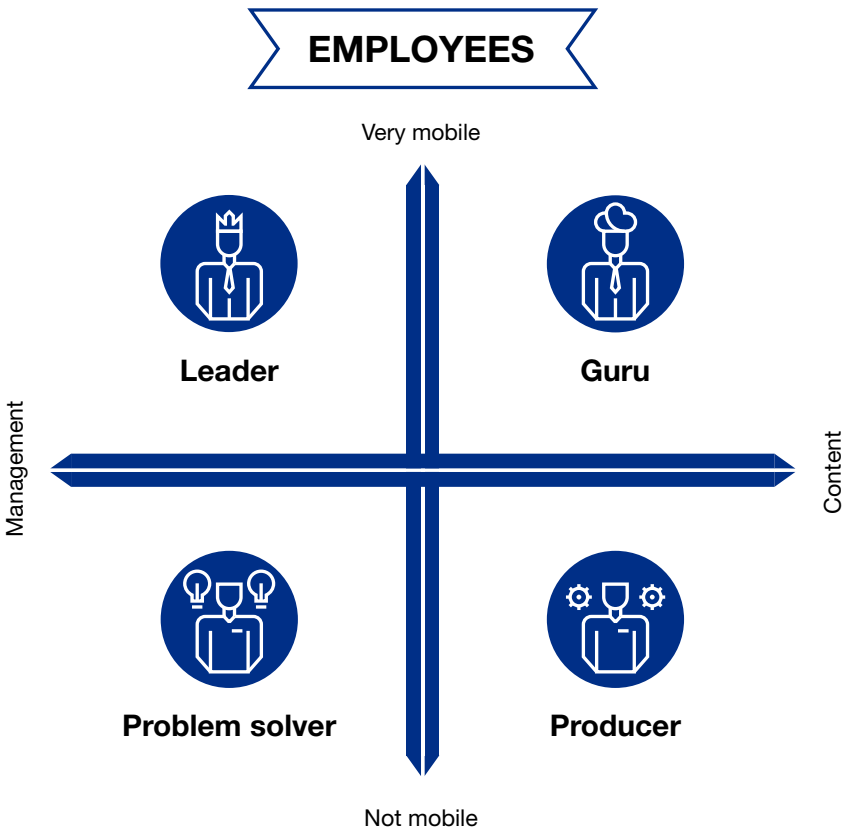 EMPLOYEES
Very mobile
Leader
Guru
Management
Content
Problem solver
Producer
Not mobile